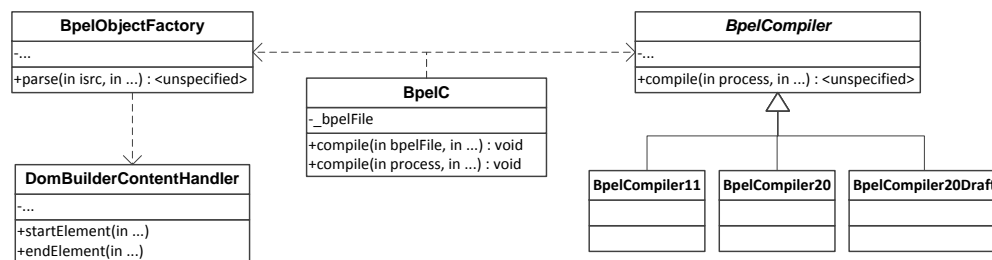 BpelObjectFactory
-...
+parse(in isrc, in ...) : <unspecified>
BpelCompiler
-...
+compile(in process, in ...) : <unspecified>
BpelC
-_bpelFile
+compile(in bpelFile, in ...) : void
+compile(in process, in ...) : void
DomBuilderContentHandler
-...
+startElement(in ...)
+endElement(in ...)
BpelCompiler11
BpelCompiler20
BpelCompiler20Draft